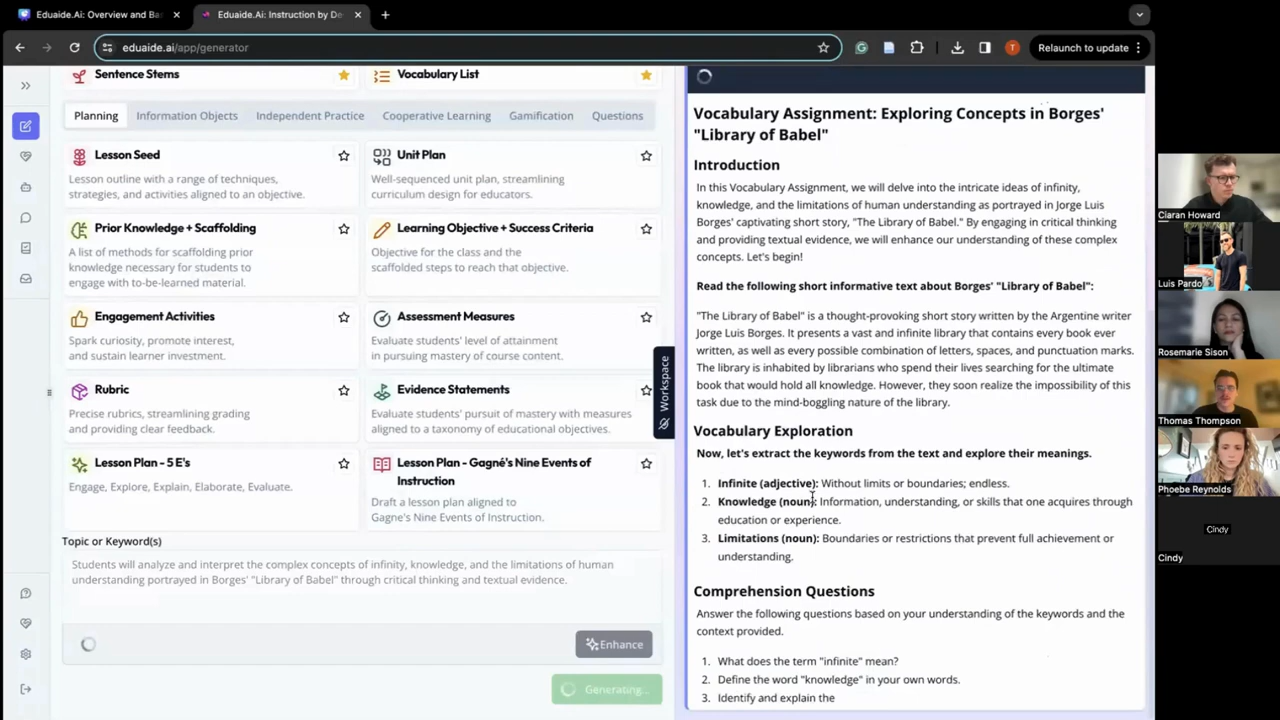 Eduaide.Ai: Overview and Ba
Eduaide.Ai: Instruction by De
eduaide.ai/app/generator
T
Relaunch to update
Sentence Stems
Vocabulary List
Planning
Information Objects
Independent Practice
Cooperative Learning
Gamification
Questions
Lesson Seed
Lesson outline with a range of techniques,
strategies, and activities aligned to an objective.
Unit Plan
Well-sequenced unit plan, streamlining
curriculum design for educators.
Prior Knowledge + Scaffolding
A list of methods for scaffolding prior
knowledge necessary for students to
engage with to-be-learned material.
Learning Objective + Success Criteria
Objective for the class and the
scaffolded steps to reach that objective.
Engagement Activities
Spark curiosity, promote interest,
and sustain learner investment.
Assessment Measures
Evaluate students' level of attainment
in pursuing mastery of course content.
Rubric
Precise rubrics, streamlining grading
and providing clear feedback.
Evidence Statements
Evaluate students' pursuit of mastery with measures
aligned to a taxonomy of educational objectives.
Lesson Plan - 5 E's
Engage, Explore, Explain, Elaborate, Evaluate.
Lesson Plan - Gagné's Nine Events of
Instruction
Draft a lesson plan aligned to
Gagne's Nine Events of Instruction.
Topic or Keyword(s)
Students will analyze and interpret the complex concepts of infinity, knowledge, and the limitations of human
understanding portrayed in Borges' "Library of Babel" through critical thinking and textual evidence.
Enhance
Generating...
Workspace
Vocabulary Assignment: Exploring Concepts in Borges'
"Library of Babel"
Introduction
In this Vocabulary Assignment, we will delve into the intricate ideas of infinity,
knowledge, and the limitations of human understanding as portrayed in Jorge Luis
Borges' captivating short story, "The Library of Babel." By engaging in critical thinking
and providing textual evidence, we will enhance our understanding of these complex
concepts. Let's begin!
Read the following short informative text about Borges' "Library of Babel":
"The Library of Babel" is a thought-provoking short story written by the Argentine writer
Jorge Luis Borges. It presents a vast and infinite library that contains every book ever
written, as well as every possible combination of letters, spaces, and punctuation marks.
The library is inhabited by librarians who spend their lives searching for the ultimate
book that would hold all knowledge. However, they soon realize the impossibility of this
task due to the mind-boggling nature of the library.
Vocabulary Exploration
Now, let's extract the keywords from the text and explore their meanings.
1. Infinite (adjective): Without limits or boundaries; endless.
2. Knowledge (noun): Information, understanding, or skills that one acquires through
education or experience.
3. Limitations (noun): Boundaries or restrictions that prevent full achievement or
understanding.
Comprehension Questions
Answer the following questions based on your understanding of the keywords and the
context provided.
1. What does the term "infinite" mean?
2. Define the word "knowledge" in your own words.
3. Identify and explain the
Ciaran Howard
Luis Pardo
Rosemarie Sison
Thomas Thompson
Phoebe Reynolds
Cindy
Cindy